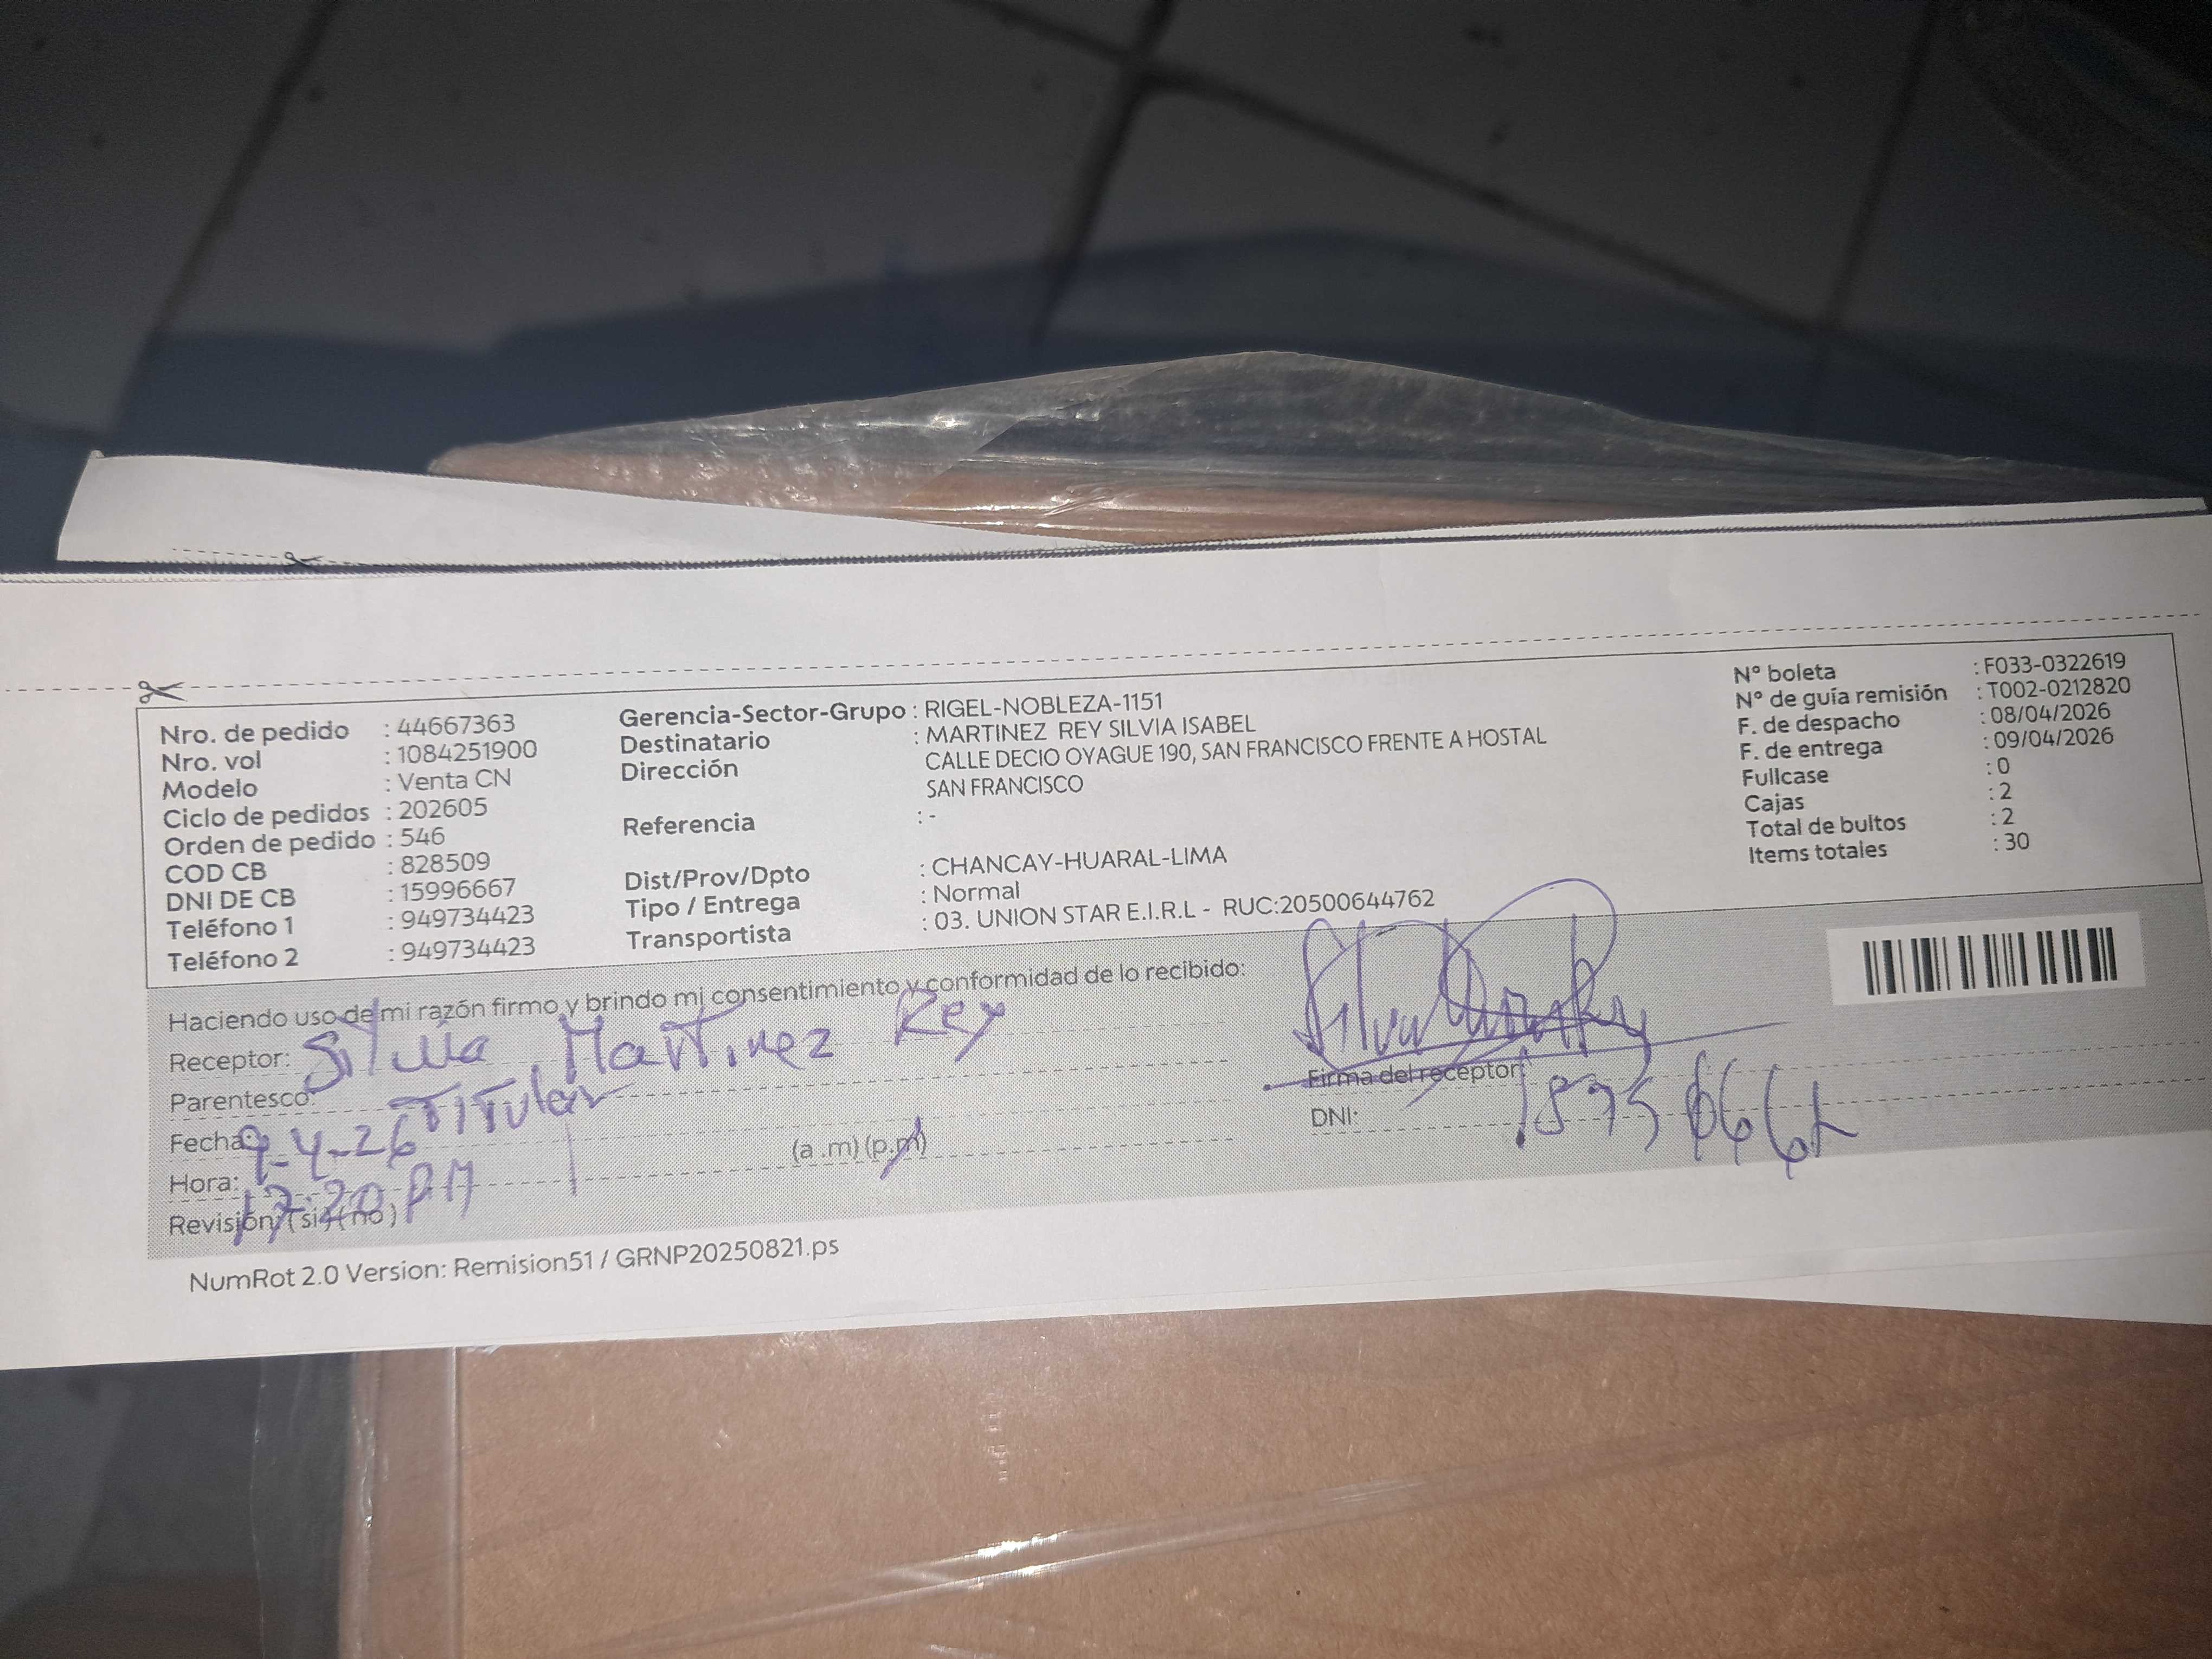 Nro. de pedido : 44667363
Nro. vol : 1084251900
Modelo : Venta CN
Ciclo de pedidos : 202605
Orden de pedido : 546
COD CB : 828509
DNI DE CB : 15996667
Teléfono 1 : 949734423
Teléfono 2 : 949734423
Gerencia-Sector-Grupo : RIGEL-NOBLEZA-1151
Destinatario : MARTINEZ REY SILVIA ISABEL
Dirección CALLE DECIO OYAGUE 190, SAN FRANCISCO FRENTE A HOSTAL
SAN FRANCISCO
Referencia : -
Dist/Prov/Dpto : CHANCAY-HUARAL-LIMA
Tipo / Entrega : Normal
Transportista : 03. UNION STAR E.I.R.L - RUC:20500644762
N° boleta : F033-0322619
N° de guía remisión : T002-0212820
F. de despacho : 08/04/2026
F. de entrega : 09/04/2026
Fullcase : 0
Cajas : 2
Total de bultos : 2
Items totales : 30
Haciendo uso de mi razón firmo y brindo mi consentimiento y conformidad de lo recibido:
Receptor: Silvia Martinez Rey
Parentesco: Titular
Fecha: 9-4-26
Hora: 17:20 PM (a .m) (p.m)
Revisión: ( si ) ( no )
Firma del receptor:
DNI:
NumRot 2.0 Version: Remision51 / GRNP20250821.ps